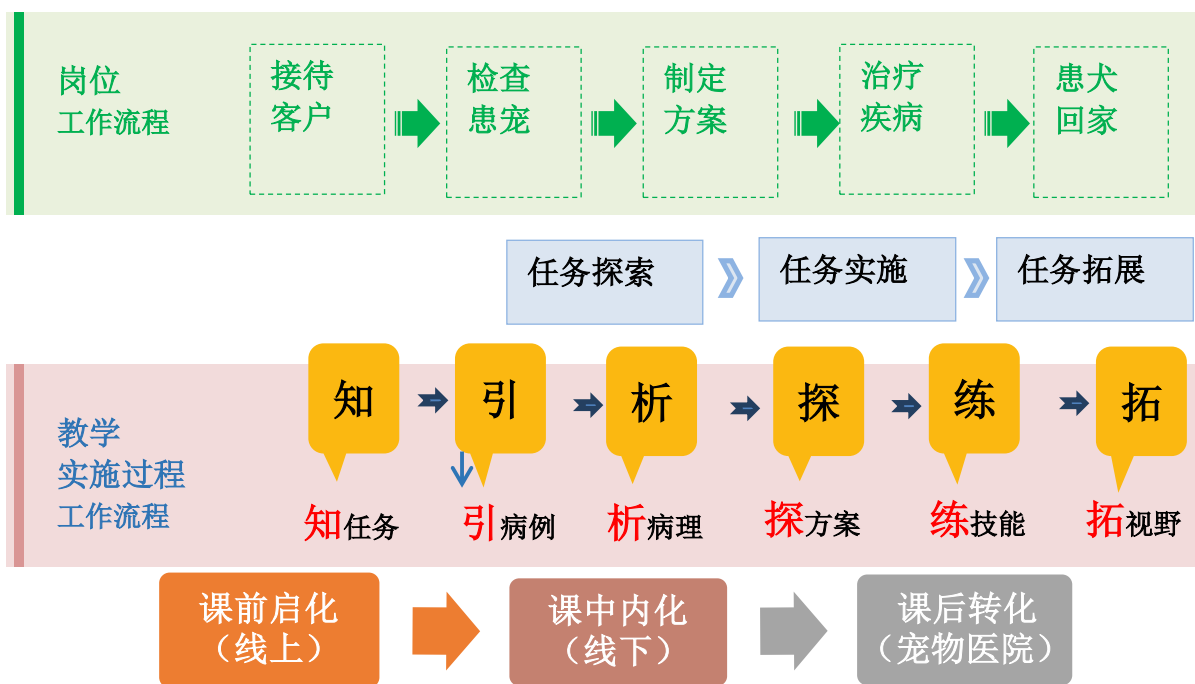 岗位
工作流程
接待
客户
检查
患宠
制定
方案
治疗
疾病
患犬
回家
任务探索
任务实施
任务拓展
教学
实施过程
工作流程
知
引
析
探
练
拓
知任务
引病例
析病理
探方案
练技能
拓视野
课前启化
（线上）
课中内化
（线下）
课后转化
（宠物医院）